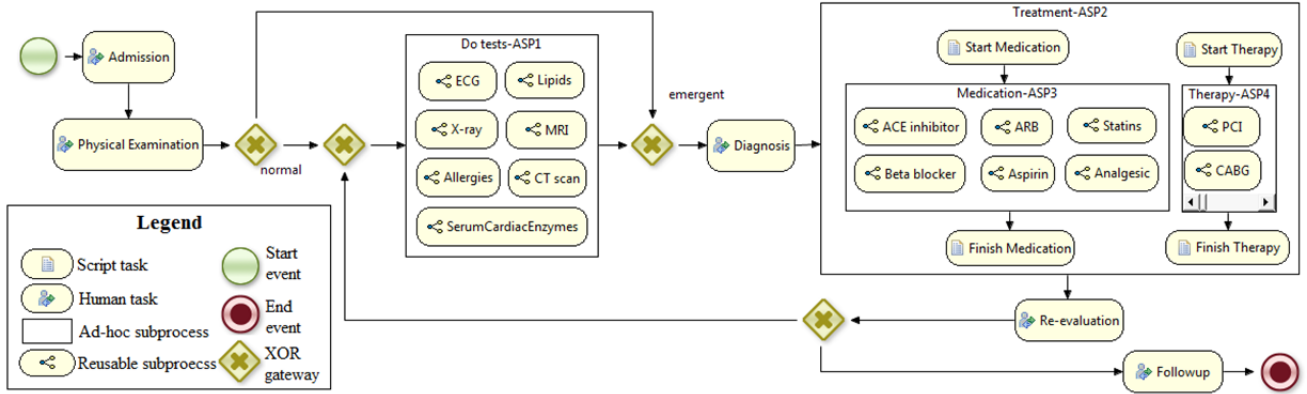 Admission
Physical Examination
normal
emergent
Do tests-ASP1
ECG
Lipids
X-ray
MRI
Allergies
CT scan
SerumCardiacEnzymes
Diagnosis
Treatment-ASP2
Start Medication
Start Therapy
Medication-ASP3
ACE inhibitor
ARB
Statins
Beta blocker
Aspirin
Analgesic
Therapy-ASP4
PCI
CABG
Finish Medication
Finish Therapy
Re-evaluation
Followup
Legend
Script task
Human task
Ad-hoc subprocess
Reusable subproecss
Start
event
End
event
XOR
gateway